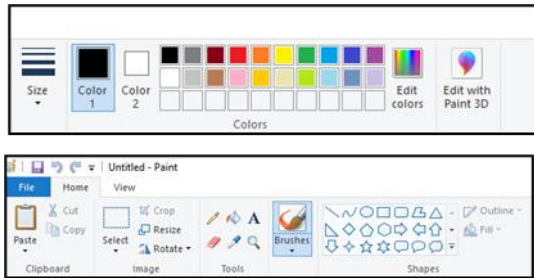 Size
Color 1
Color 2
Edit colors
Edit with Paint 3D
Colors
Untitled - Paint
File Home View
Paste
Cut
Copy
Clipboard
Select
Crop
Resize
Rotate
Image
A
Tools
Brushes
Outline
Fill
Shapes